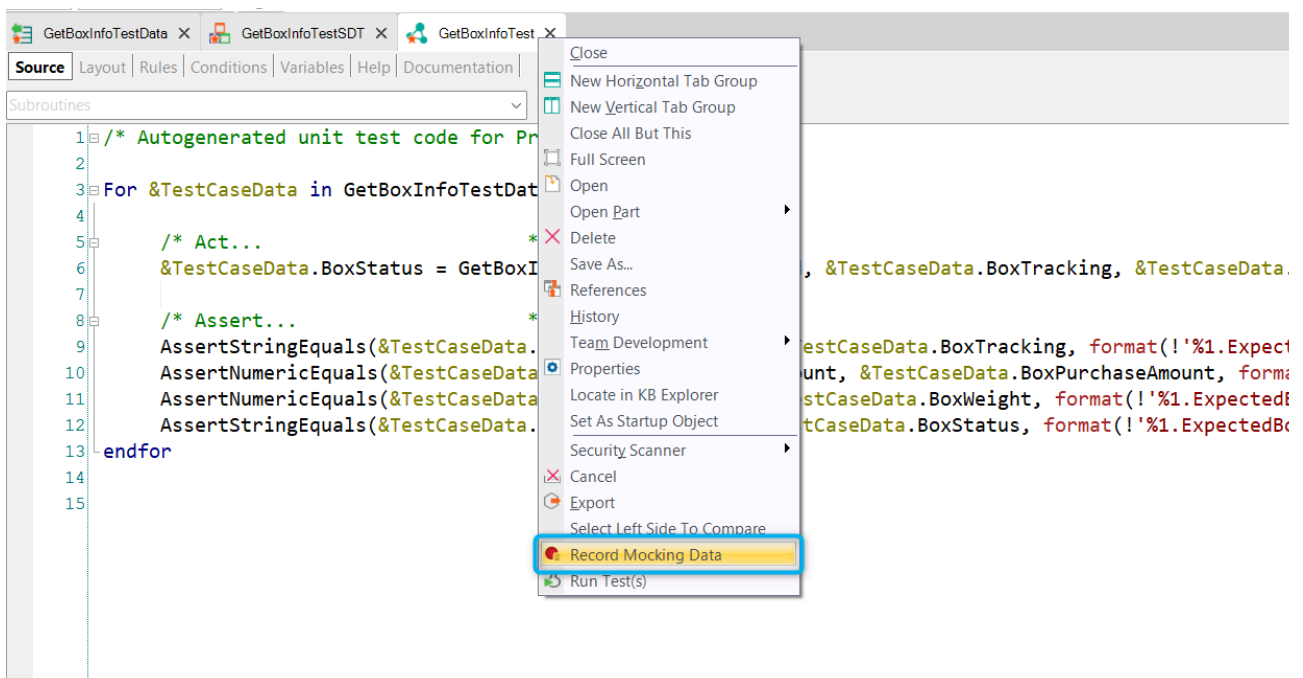 GetBoxInfoTestData GetBoxInfoTestSDT GetBoxInfoTest
Source Layout Rules Conditions Variables Help Documentation
Subroutines
1 /* Autogenerated unit test code for Pr
2
3 For &TestCaseData in GetBoxInfoTestDat
4
5 /* Act... *
6 &TestCaseData.BoxStatus = GetBoxI , &TestCaseData.BoxTracking, &TestCaseData.
7
8 /* Assert... *
9 AssertStringEquals(&TestCaseData. estCaseData.BoxTracking, format(!'%1.Expect
10 AssertNumericEquals(&TestCaseData unt, &TestCaseData.BoxPurchaseAmount, forma
11 AssertNumericEquals(&TestCaseData stCaseData.BoxWeight, format(!'%1.ExpectedB
12 AssertStringEquals(&TestCaseData. tCaseData.BoxStatus, format(!'%1.ExpectedBo
13 endfor
14
15
Close
New Horizontal Tab Group
New Vertical Tab Group
Close All But This
Full Screen
Open
Open Part
Delete
Save As...
References
History
Team Development
Properties
Locate in KB Explorer
Set As Startup Object
Security Scanner
Cancel
Export
Select Left Side To Compare
Record Mocking Data
Run Test(s)